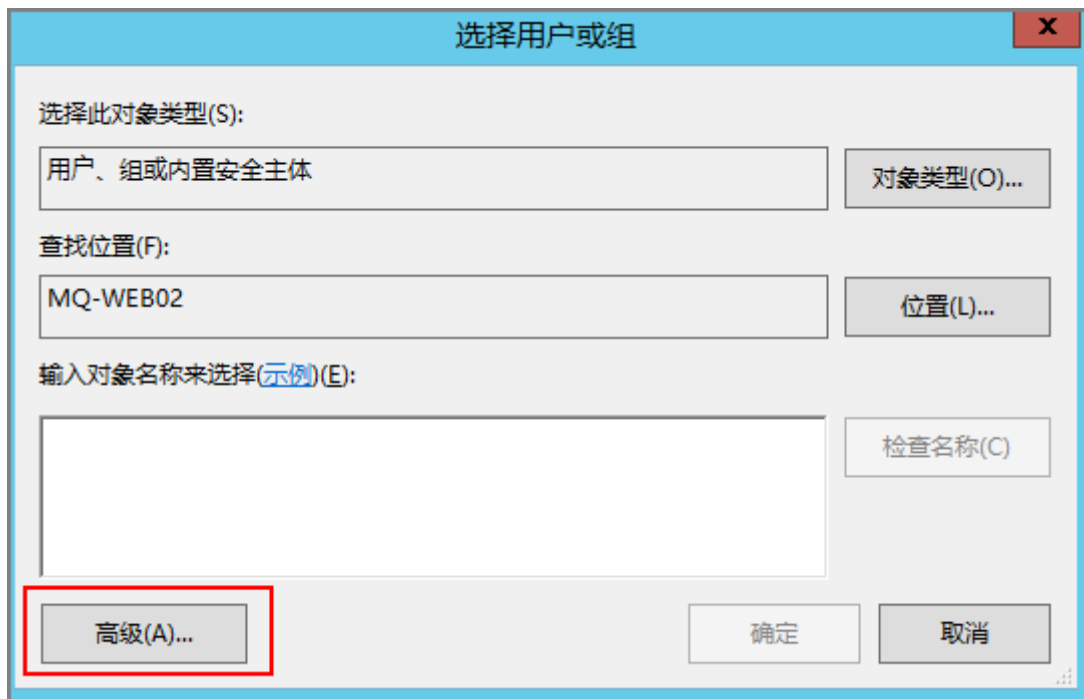 选择用户或组
x
选择此对象类型(S):
用户、组或内置安全主体
对象类型(O)...
查找位置(F):
MQ-WEB02
位置(L)...
输入对象名称来选择(示例)(E):
检查名称(C)
高级(A)...
确定
取消